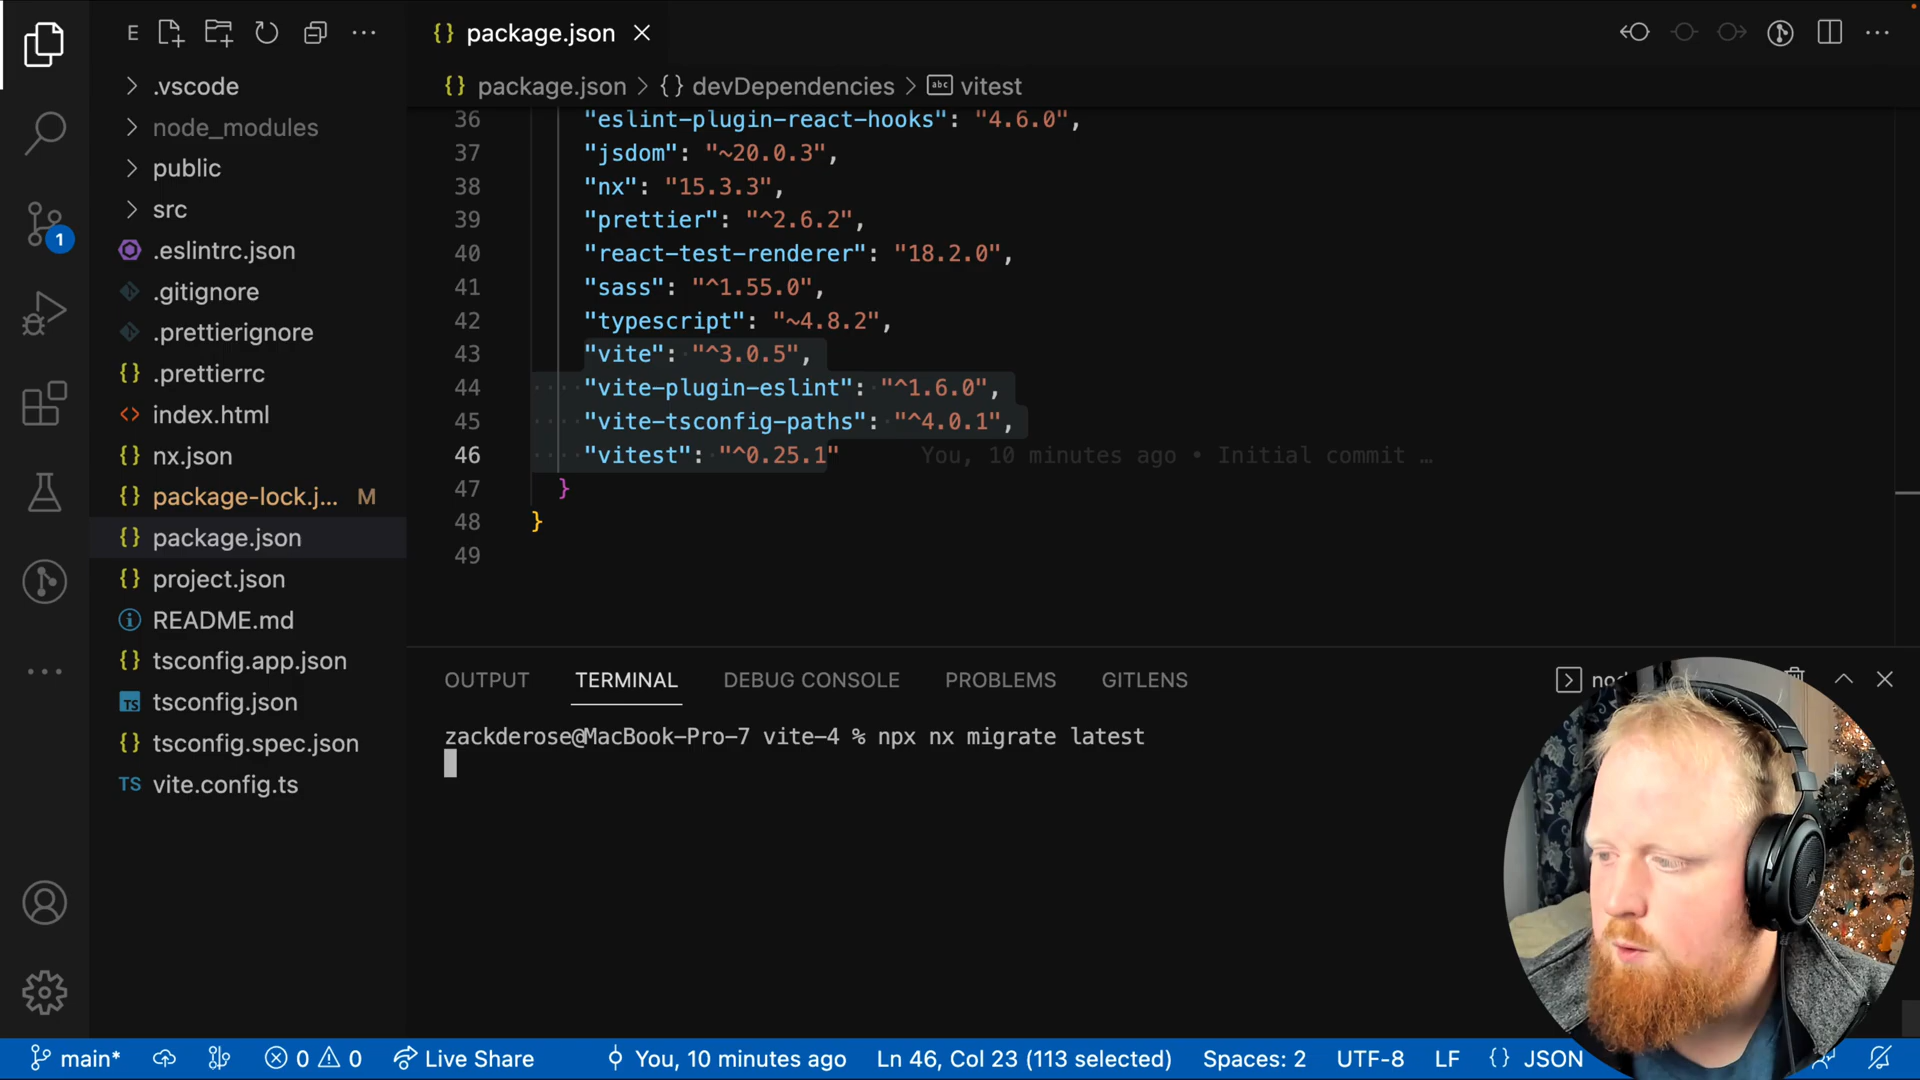 E
package.json
package.json > {} devDependencies > abc vitest
.vscode
node_modules
public
src
.eslintrc.json
.gitignore
.prettierignore
.prettierrc
index.html
nx.json
package-lock.j... M
package.json
project.json
README.md
tsconfig.app.json
TS tsconfig.json
tsconfig.spec.json
TS vite.config.ts
1
36 "eslint-plugin-react-hooks": "4.6.0",
37 "jsdom": "~20.0.3",
38 "nx": "15.3.3",
39 "prettier": "^2.6.2",
40 "react-test-renderer": "18.2.0",
41 "sass": "^1.55.0",
42 "typescript": "~4.8.2",
43 "vite": "^3.0.5",
44 "vite-plugin-eslint": "^1.6.0",
45 "vite-tsconfig-paths": "^4.0.1",
46 "vitest": "^0.25.1" You, 10 minutes ago • Initial commit …
47 }
48 }
49
OUTPUT TERMINAL DEBUG CONSOLE PROBLEMS GITLENS
zackderose@MacBook-Pro-7 vite-4 % npx nx migrate latest
main* 0 0 Live Share You, 10 minutes ago Ln 46, Col 23 (113 selected) Spaces: 2 UTF-8 LF {} JSON